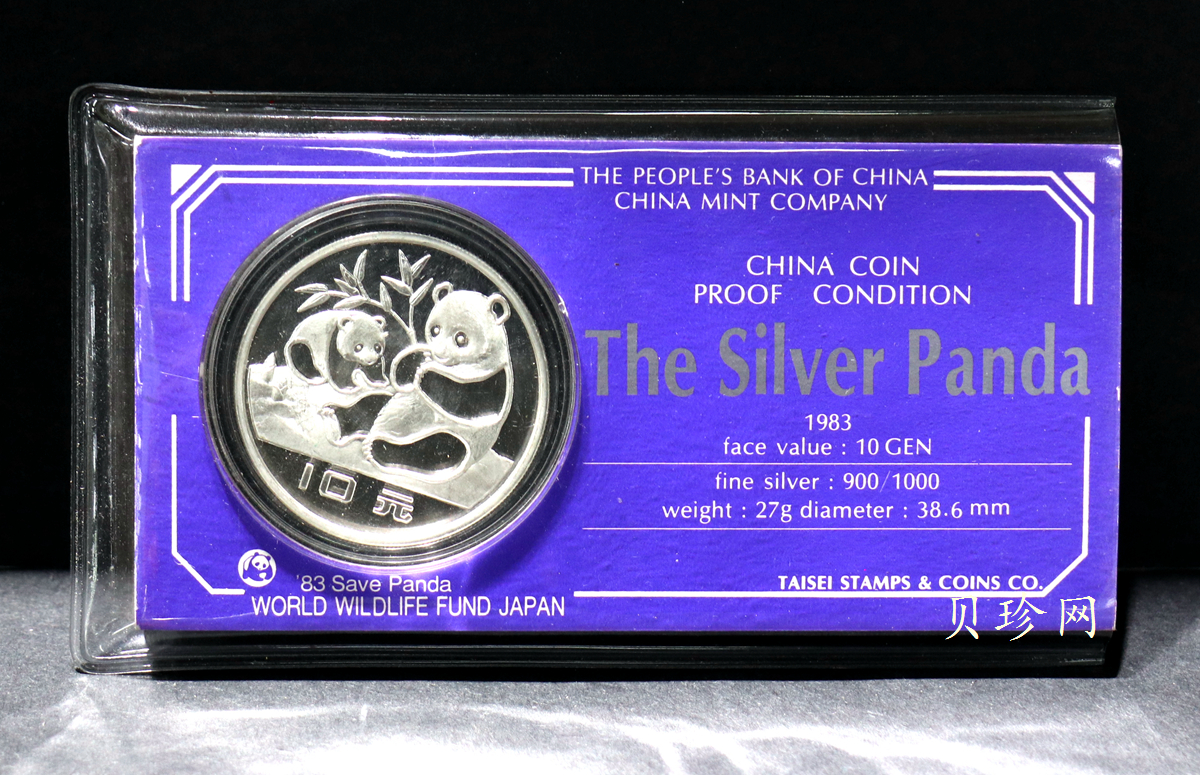 THE PEOPLE'S BANK OF CHINA
CHINA MINT COMPANY
CHINA COIN
PROOF CONDITION
The Silver Panda
1983
face value : 10 GEN
fine silver : 900/1000
weight : 27g diameter : 38.6 mm
10元
'83 Save Panda
WORLD WILDLIFE FUND JAPAN
TAISEI STAMPS & COINS CO.
贝珍网